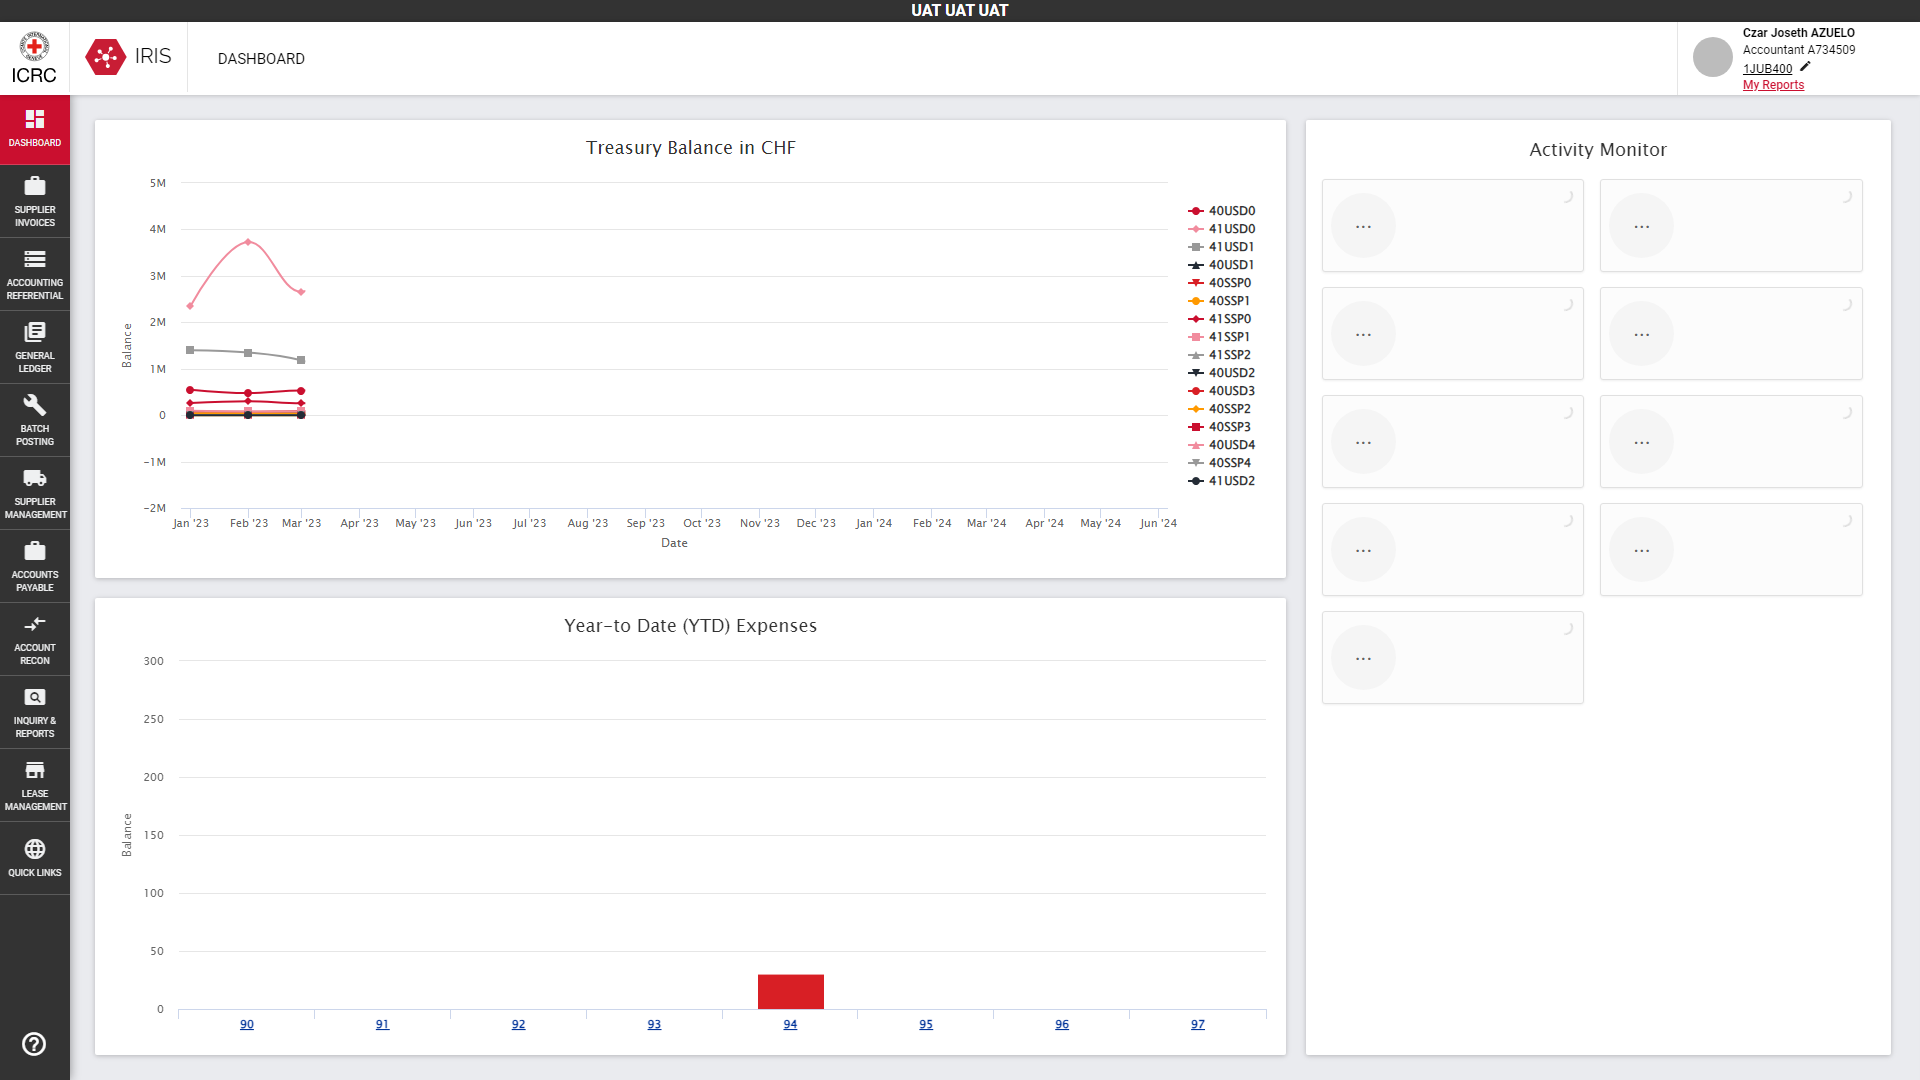 UAT UAT UAT
ICRC
IRIS
DASHBOARD
Czar Joseth AZUELO
Accountant A734509
1JUB400
My Reports
DASHBOARD
SUPPLIER
INVOICES
ACCOUNTING
REFERENTIAL
GENERAL
LEDGER
BATCH
POSTING
SUPPLIER
MANAGEMENT
ACCOUNTS
PAYABLE
ACCOUNT
RECON
INQUIRY &
REPORTS
LEASE
MANAGEMENT
QUICK LINKS
Treasury Balance in CHF
Balance
5M
4M
3M
2M
1M
0
-1M
-2M
Jan '23 Feb '23 Mar '23 Apr '23 May '23 Jun '23 Jul '23 Aug '23 Sep '23 Oct '23 Nov '23 Dec '23 Jan '24 Feb '24 Mar '24 Apr '24 May '24 Jun '24
Date
40USD0
41USD0
41USD1
40USD1
40SSP0
40SSP1
41SSP0
41SSP1
41SSP2
40USD2
40USD3
40SSP2
40SSP3
40USD4
40SSP4
41USD2
Year-to Date (YTD) Expenses
Balance
300
250
200
150
100
50
0
90 91 92 93 94 95 96 97
Activity Monitor
... ...
... ...
... ...
... ...
...